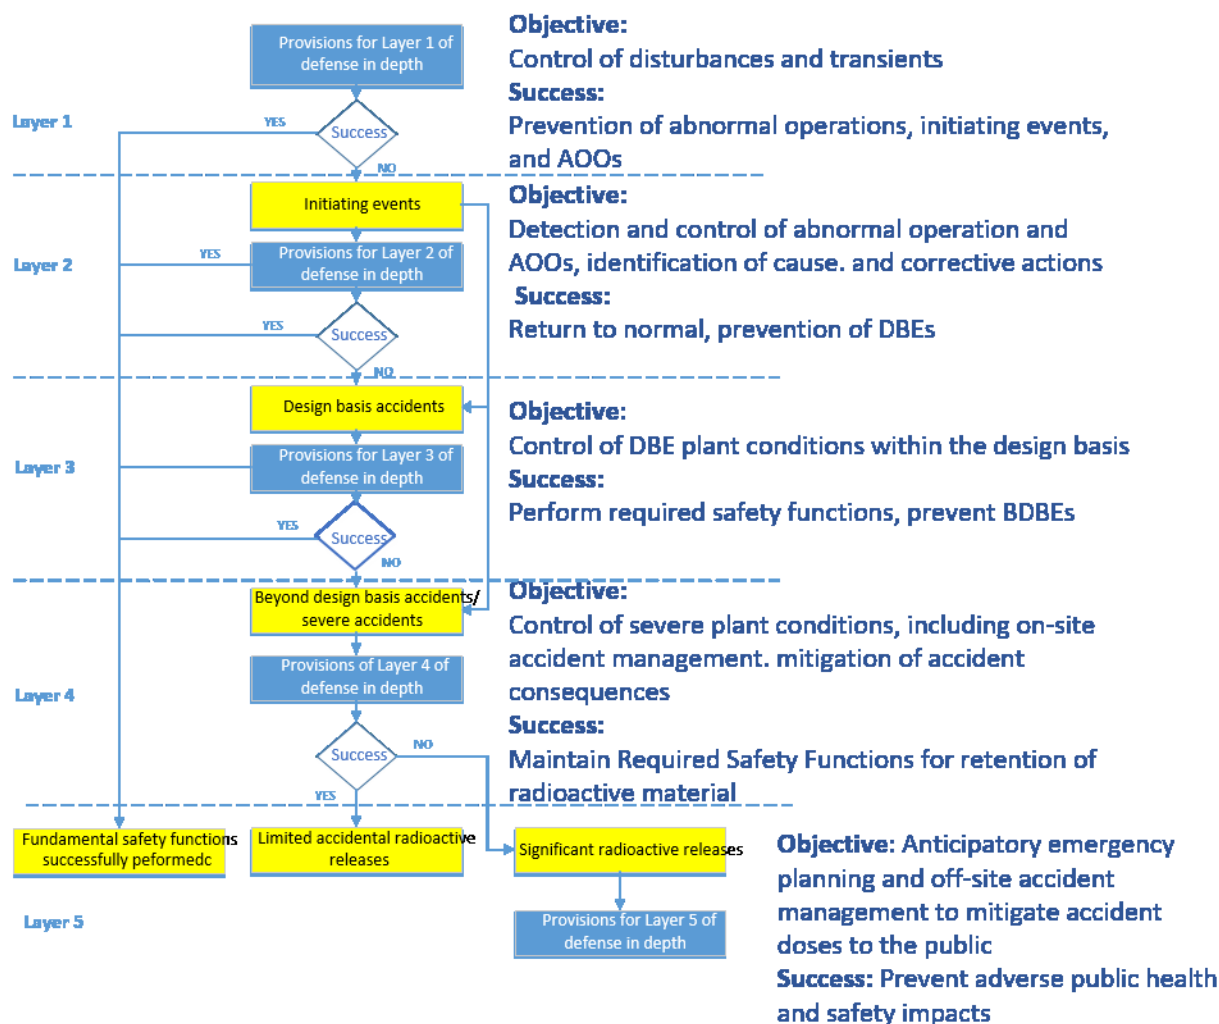 Provisions for Layer 1 of
defense in depth
Objective:
Control of disturbances and transients
Success:
Prevention of abnormal operations, initiating events,
and AOOs
Layer 1
YES
Success
NO
Initiating events
Objective:
Detection and control of abnormal operation and
AOOs, identification of cause. and corrective actions
Success:
Return to normal, prevention of DBEs
Layer 2
YES
Provisions for Layer 2 of
defense in depth
YES
Success
NO
Design basis accidents
Objective:
Control of DBE plant conditions within the design basis
Success:
Perform required safety functions, prevent BDBEs
Layer 3
Provisions for Layer 3 of
defense in depth
YES
Success
NO
Beyond design basis accidents/
severe accidents
Objective:
Control of severe plant conditions, including on-site
accident management. mitigation of accident
consequences
Success:
Maintain Required Safety Functions for retention of
radioactive material
Provisions of Layer 4 of
defense in depth
Layer 4
Success
NO
YES
Fundamental safety functions
successfully peformedc
Limited accidental radioactive
releases
Significant radioactive releases
Objective: Anticipatory emergency
planning and off-site accident
management to mitigate accident
doses to the public
Success: Prevent adverse public health
and safety impacts
Layer 5
Provisions for Layer 5 of
defense in depth